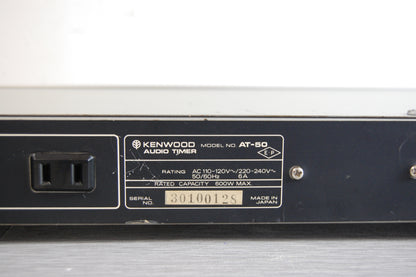 KENWOOD MODEL NO. AT-50
AUDIO TIMER E P
RATING AC 110-120V~/220-240V~
50/60Hz 6A
RATED CAPACITY 600W MAX.
SERIAL NO. 30100128 MADE IN JAPAN